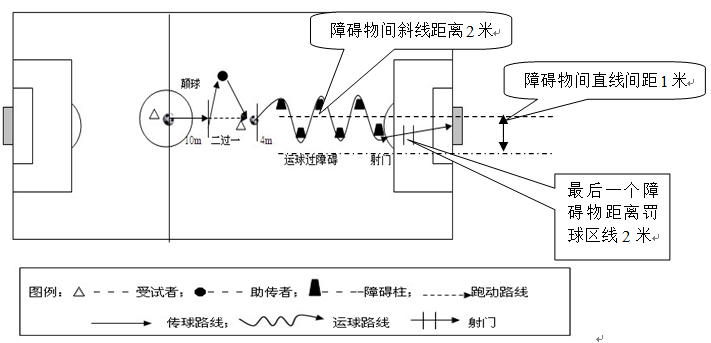 障碍物间斜线距离2米
障碍物间直线间距1米
颠球
10m
二过一
4m
运球过障碍
射门
最后一个障
碍物距离罚
球区线2米
图例：
受试者；
助传者；
障碍柱；
跑动路线
传球路线；
运球路线；
射门